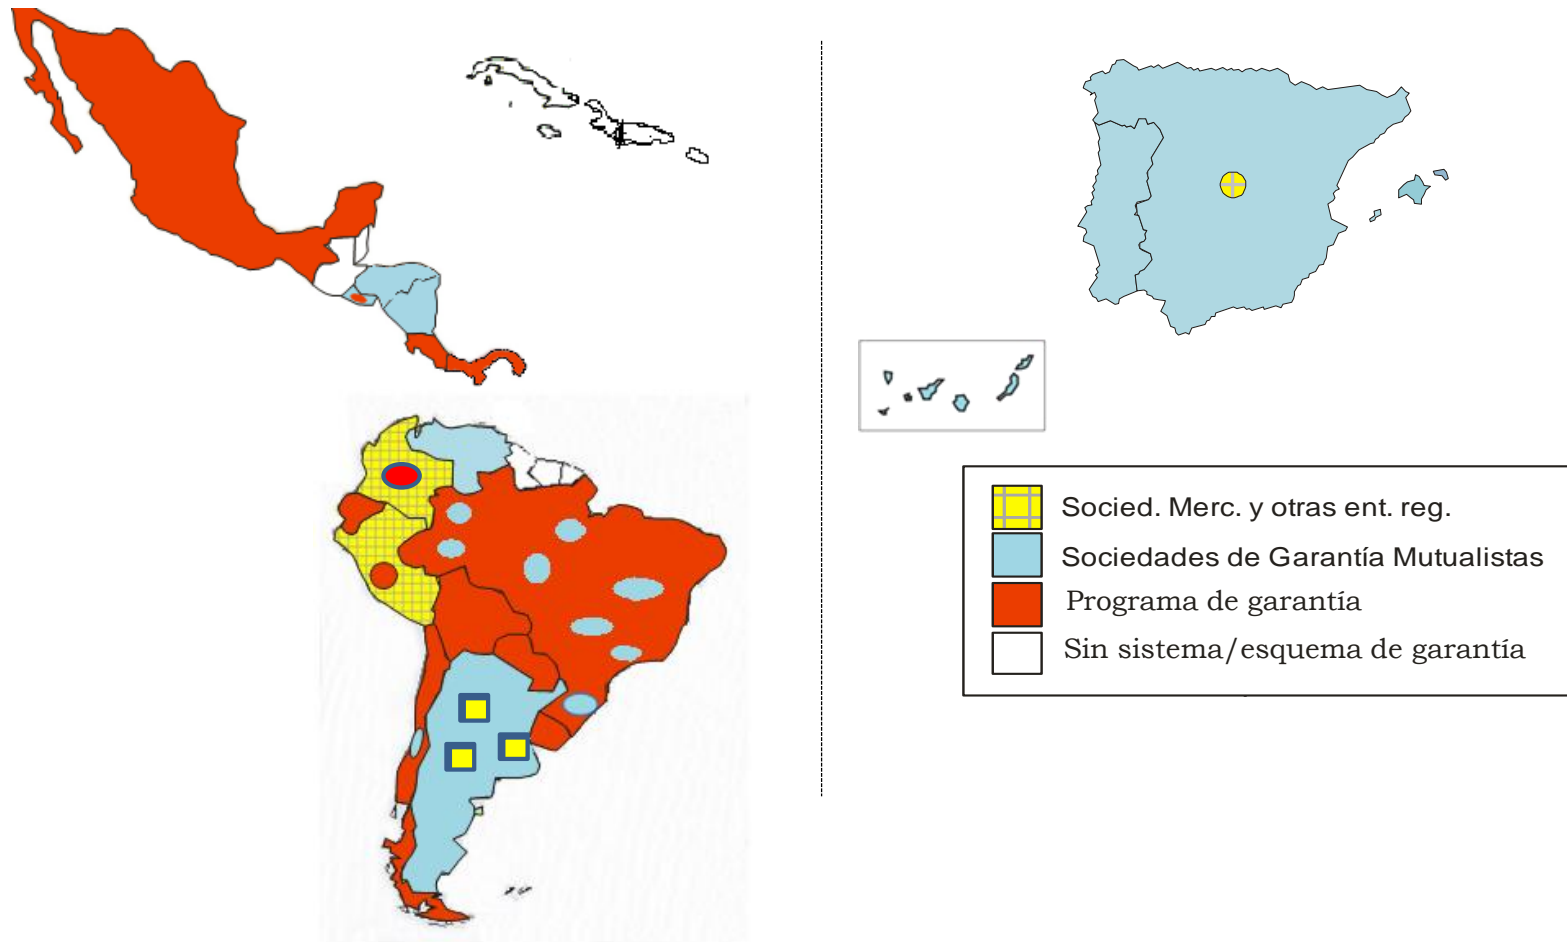 Socied. Merc. y otras ent. reg.
Sociedades de Garantía Mutualistas
Programa de garantía
Sin sistema/esquema de garantía